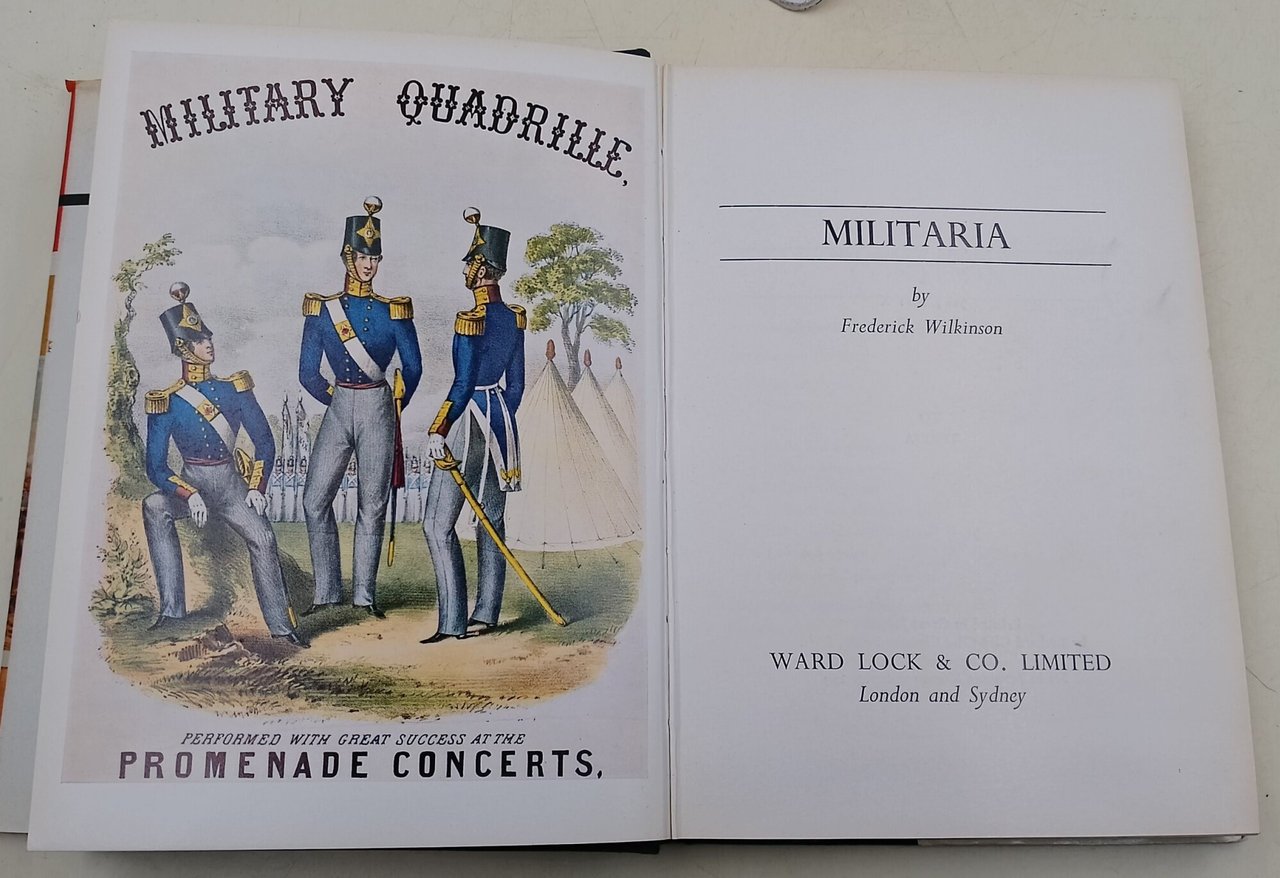 MILITARY QUADRILLE,
PERFORMED WITH GREAT SUCCESS AT THE
PROMENADE CONCERTS,
MILITARIA
by
Frederick Wilkinson
WARD LOCK & CO. LIMITED
London and Sydney